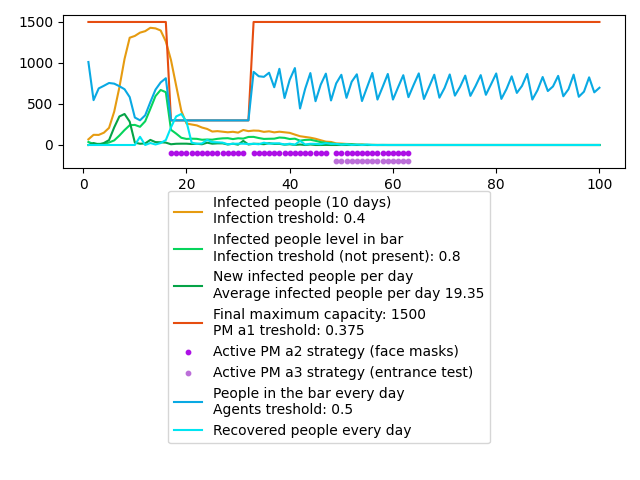 1500
1000
500
0
0 20 40 60 80 100
Infected people (10 days)
Infection treshold: 0.4
Infected people level in bar
Infection treshold (not present): 0.8
New infected people per day
Average infected people per day 19.35
Final maximum capacity: 1500
PM a1 treshold: 0.375
Active PM a2 strategy (face masks)
Active PM a3 strategy (entrance test)
People in the bar every day
Agents treshold: 0.5
Recovered people every day